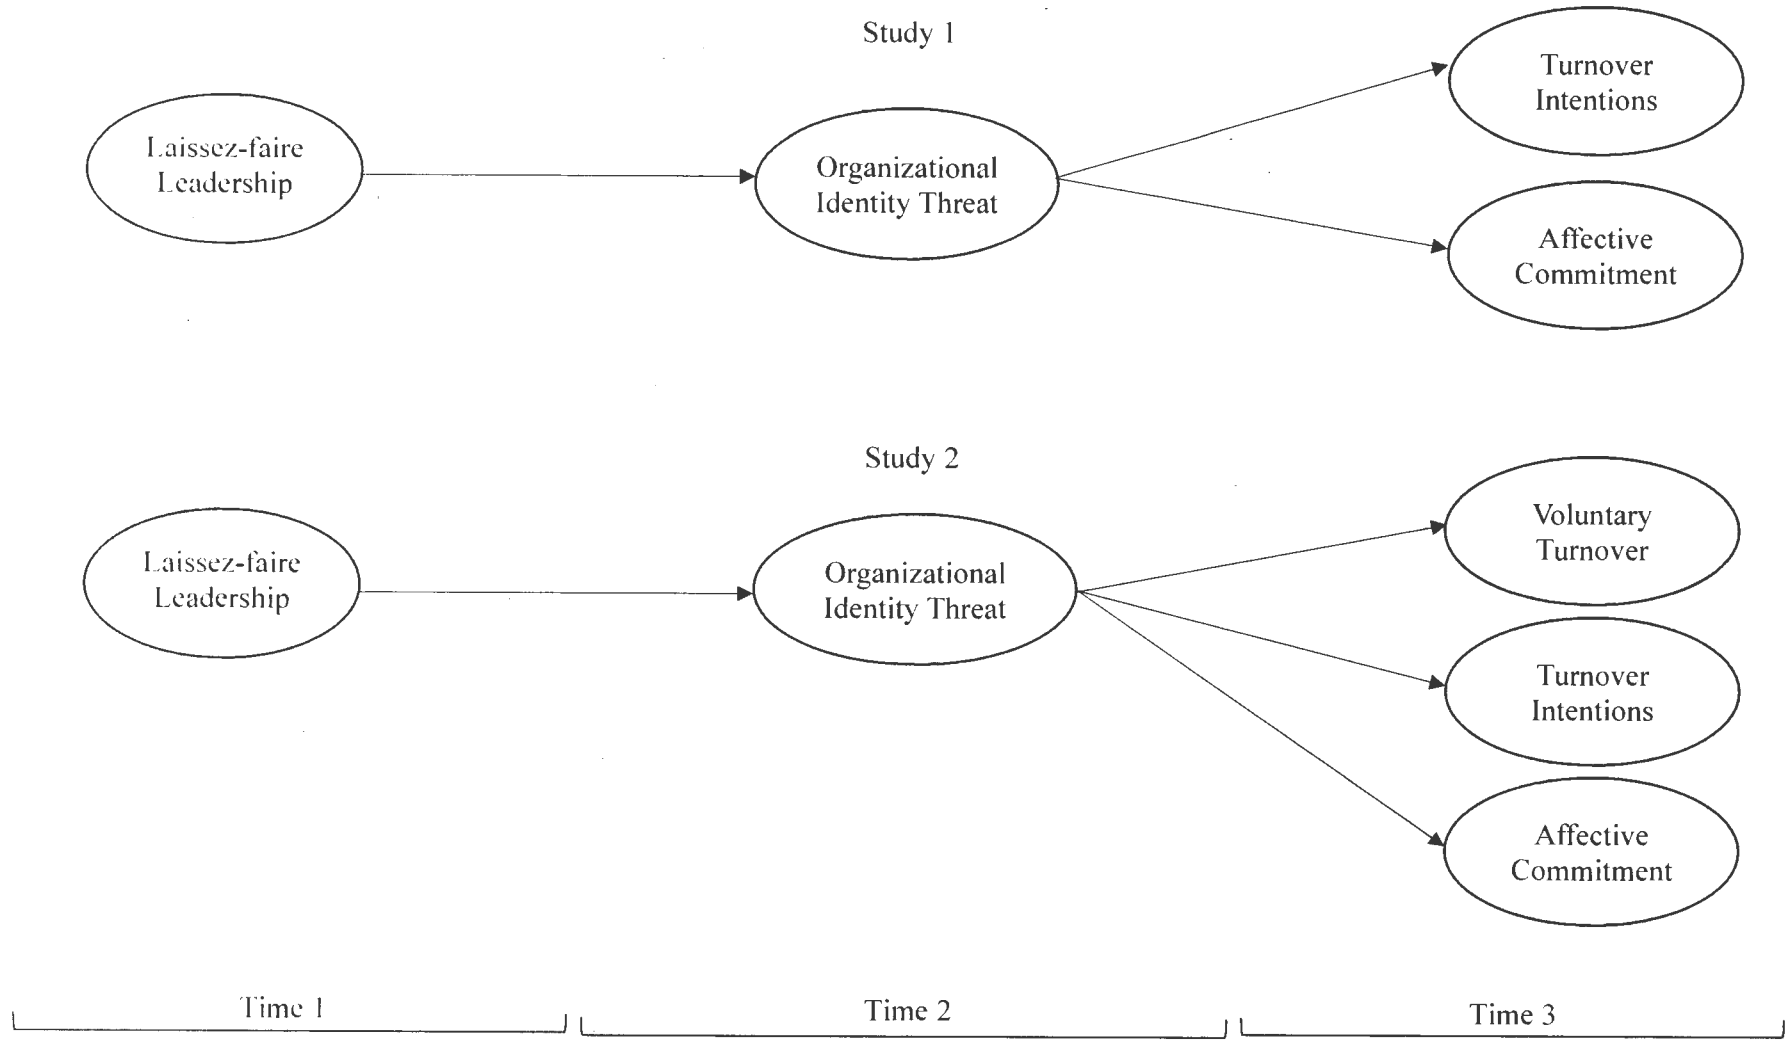 Study 1
Laissez-faire
Leadership
Organizational
Identity Threat
Turnover
Intentions
Affective
Commitment
Study 2
Laissez-faire
Leadership
Organizational
Identity Threat
Voluntary
Turnover
Turnover
Intentions
Affective
Commitment
Time 1
Time 2
Time 3